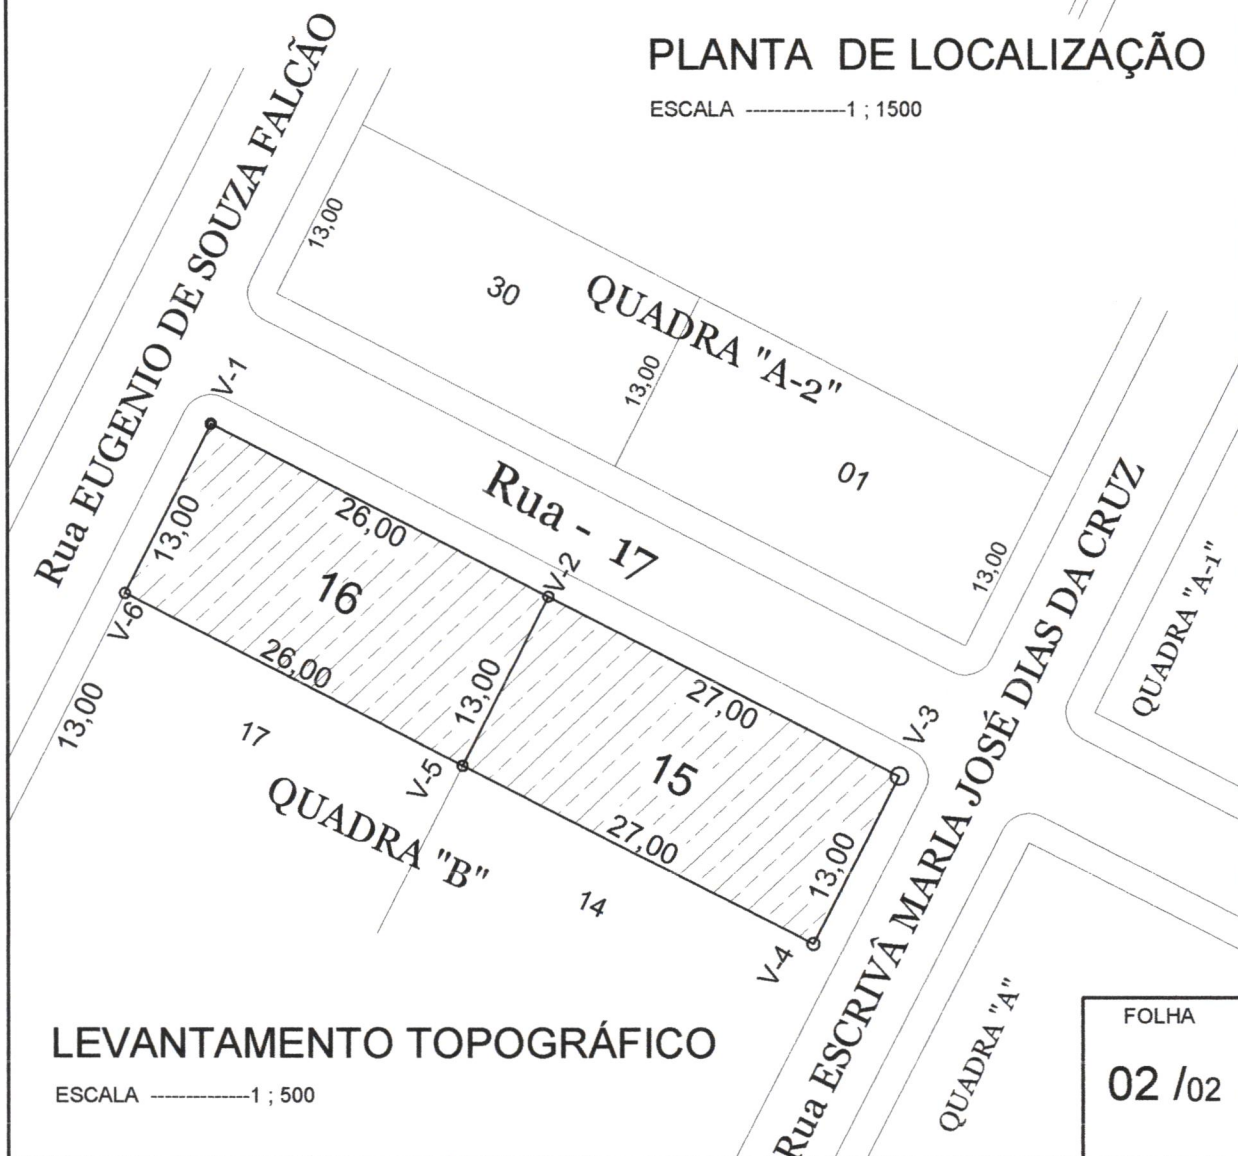 PLANTA DE LOCALIZAÇÃO
ESCALA --------------1 ; 1500
Rua EUGENIO DE SOUZA FALCÃO
13,00
30
QUADRA "A-2"
13,00
01
13,00
V-1
Rua - 17
26,00
13,00
16
V-2
V-6
26,00
13,00
27,00
V-3
15
13,00
17
V-5
27,00
13,00
QUADRA "B"
14
V-4
Rua ESCRIVÂ MARIA JOSÉ DIAS DA CRUZ
QUADRA "A-1"
QUADRA "A"
LEVANTAMENTO TOPOGRÁFICO
ESCALA --------------1 ; 500
FOLHA
02 /02